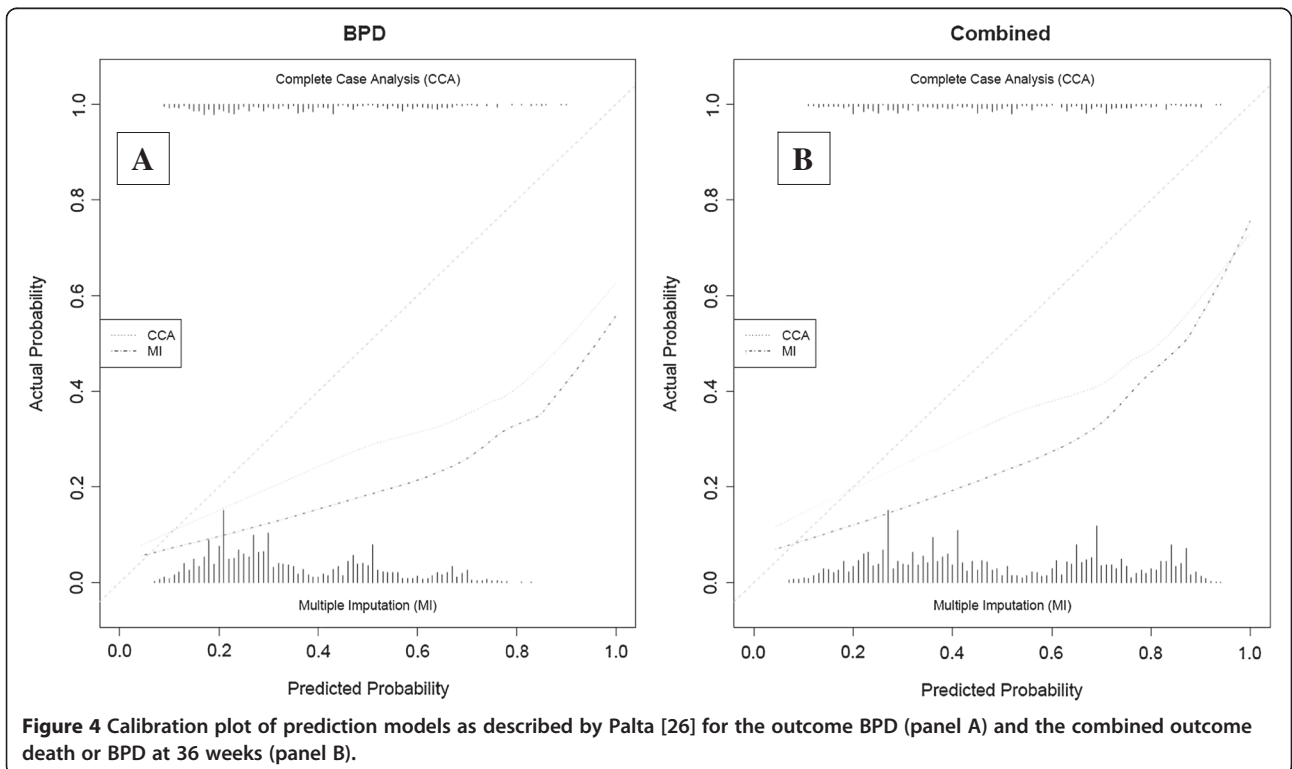 BPD
Complete Case Analysis (CCA)
A
CCA
MI
Multiple Imputation (MI)
Actual Probability
0.0
0.2
0.4
0.6
0.8
1.0
0.0 0.2 0.4 0.6 0.8 1.0
Predicted Probability
Combined
Complete Case Analysis (CCA)
B
CCA
MI
Multiple Imputation (MI)
Actual Probability
0.0
0.2
0.4
0.6
0.8
1.0
0.0 0.2 0.4 0.6 0.8 1.0
Predicted Probability
Figure 4 Calibration plot of prediction models as described by Palta [26] for the outcome BPD (panel A) and the combined outcome
death or BPD at 36 weeks (panel B).